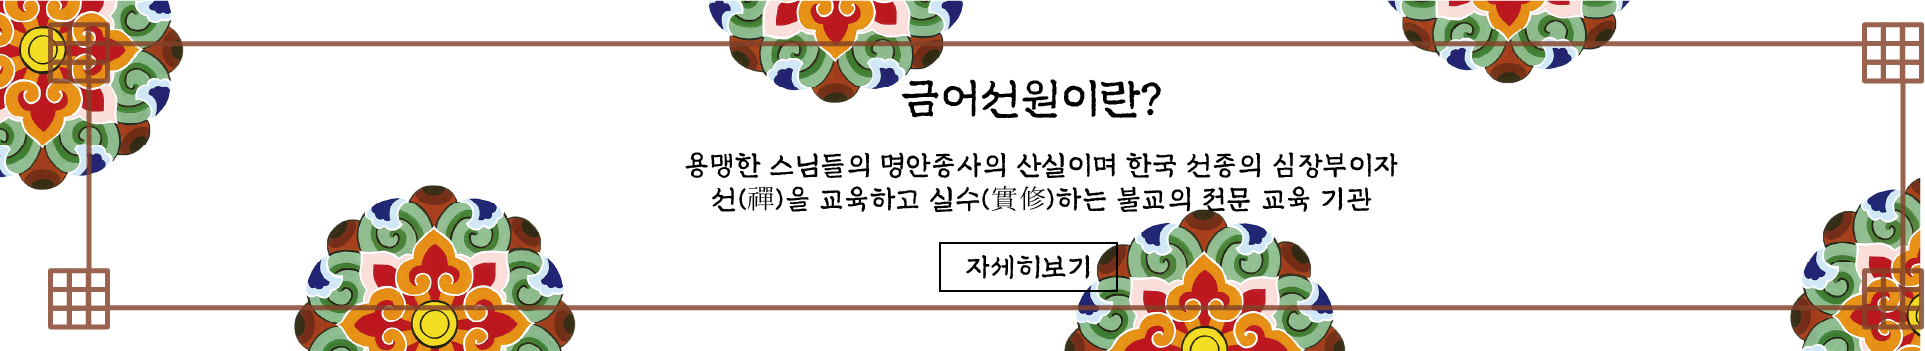 금어선원이란?
용맹한 스님들의 명안종사의 산실이며 한국 선종의 심장부이자
선(禪)을 교육하고 실수(實修)하는 불교의 전문 교육 기관
자세히보기